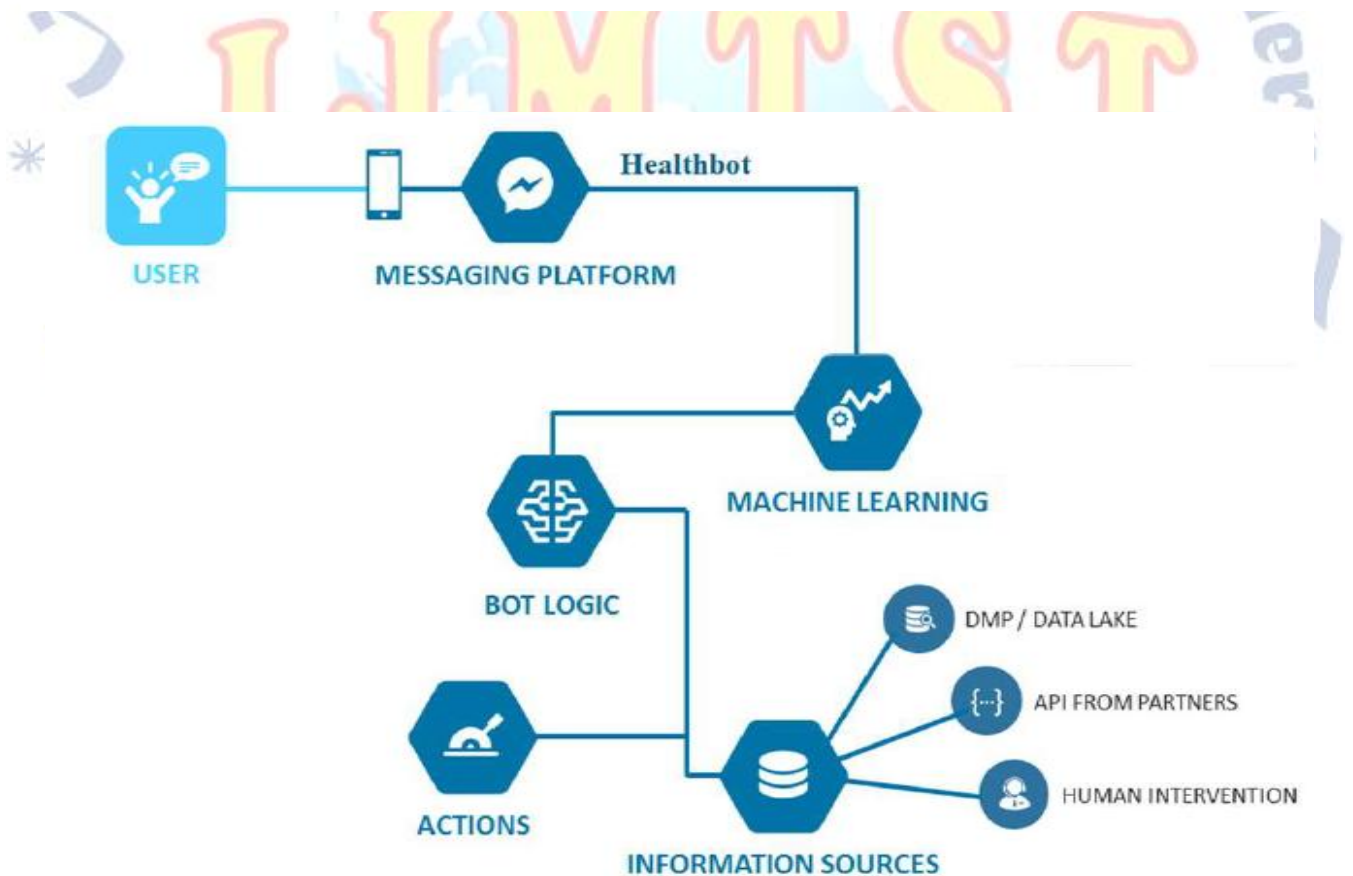 IJMTST
Healthbot
USER
MESSAGING PLATFORM
MACHINE LEARNING
BOT LOGIC
DMP / DATA LAKE
API FROM PARTNERS
HUMAN INTERVENTION
ACTIONS
INFORMATION SOURCES